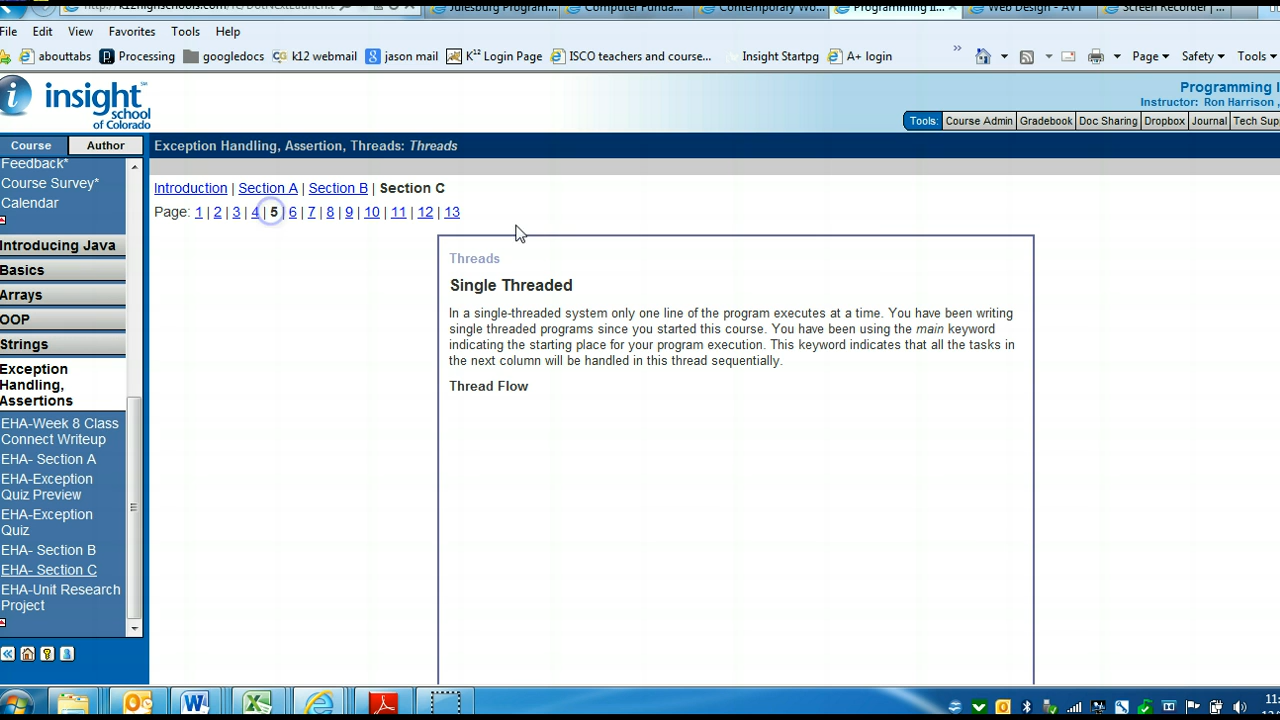 Julesburg Program...
Computer Funda...
Contemporary Wo...
Programming I...
Web Design - AVT
Screen Recorder | ...
File Edit View Favorites Tools Help
abouttabs Processing googledocs K12 webmail jason mail K¹² Login Page ISCO teachers and course... Insight Startpg A+ login » Page Safety Tools
insight school of Colorado
Programming I
Instructor: Ron Harrison
Tools: Course Admin Gradebook Doc Sharing Dropbox Journal Tech Sup
Course Author
Exception Handling, Assertion, Threads: Threads
Feedback*
Course Survey*
Calendar
Introducing Java
Basics
Arrays
OOP
Strings
Exception
Handling,
Assertions
EHA-Week 8 Class
Connect Writeup
EHA- Section A
EHA-Exception
Quiz Preview
EHA-Exception
Quiz
EHA- Section B
EHA- Section C
EHA-Unit Research
Project
Introduction | Section A | Section B | Section C
Page: 1 | 2 | 3 | 4 | 5 | 6 | 7 | 8 | 9 | 10 | 11 | 12 | 13
Threads
Single Threaded
In a single-threaded system only one line of the program executes at a time. You have been writing
single threaded programs since you started this course. You have been using the main keyword
indicating the starting place for your program execution. This keyword indicates that all the tasks in
the next column will be handled in this thread sequentially.
Thread Flow